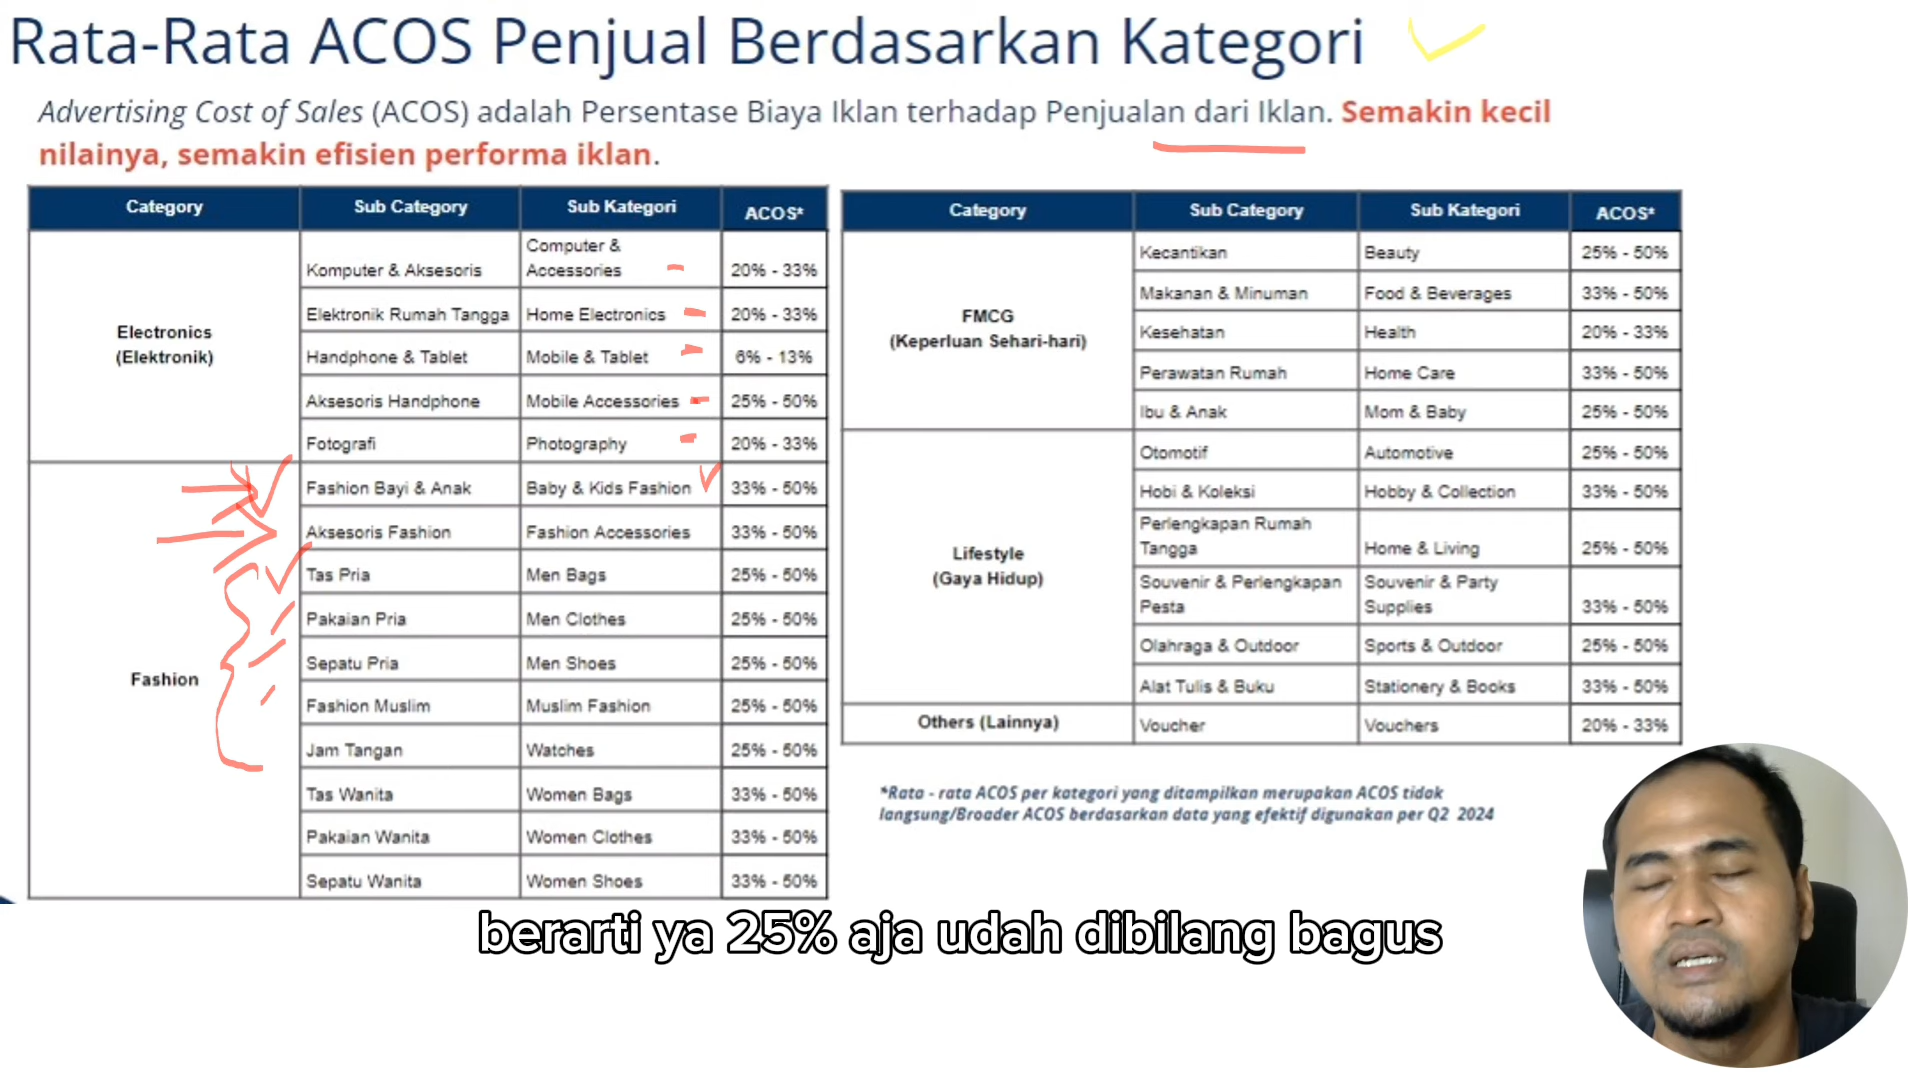 Rata-Rata ACOS Penjual Berdasarkan Kategori
Advertising Cost of Sales (ACOS) adalah Persentase Biaya Iklan terhadap Penjualan dari Iklan. Semakin kecil
nilainya, semakin efisien performa iklan.
Category Sub Category Sub Kategori ACOS*
Electronics
(Elektronik)
Komputer & Aksesoris Computer &
Accessories 20% - 33%
Elektronik Rumah Tangga Home Electronics 20% - 33%
Handphone & Tablet Mobile & Tablet 6% - 13%
Aksesoris Handphone Mobile Accessories 25% - 50%
Fotografi Photography 20% - 33%
Fashion
Fashion Bayi & Anak Baby & Kids Fashion 33% - 50%
Aksesoris Fashion Fashion Accessories 33% - 50%
Tas Pria Men Bags 25% - 50%
Pakaian Pria Men Clothes 25% - 50%
Sepatu Pria Men Shoes 25% - 50%
Fashion Muslim Muslim Fashion 25% - 50%
Jam Tangan Watches 25% - 50%
Tas Wanita Women Bags 33% - 50%
Pakaian Wanita Women Clothes 33% - 50%
Sepatu Wanita Women Shoes 33% - 50%
Category Sub Category Sub Kategori ACOS*
FMCG
(Keperluan Sehari-hari)
Kecantikan Beauty 25% - 50%
Makanan & Minuman Food & Beverages 33% - 50%
Kesehatan Health 20% - 33%
Perawatan Rumah Home Care 33% - 50%
Ibu & Anak Mom & Baby 25% - 50%
Lifestyle
(Gaya Hidup)
Otomotif Automotive 25% - 50%
Hobi & Koleksi Hobby & Collection 33% - 50%
Perlengkapan Rumah
Tangga Home & Living 25% - 50%
Souvenir & Perlengkapan Souvenir & Party
Pesta Supplies 33% - 50%
Olahraga & Outdoor Sports & Outdoor 25% - 50%
Alat Tulis & Buku Stationery & Books 33% - 50%
Others (Lainnya) Voucher Vouchers 20% - 33%
*Rata - rata ACOS per kategori yang ditampilkan merupakan ACOS tidak
langsung/Broader ACOS berdasarkan data yang efektif digunakan per Q2 2024
berarti ya 25% aja udah dibilang bagus